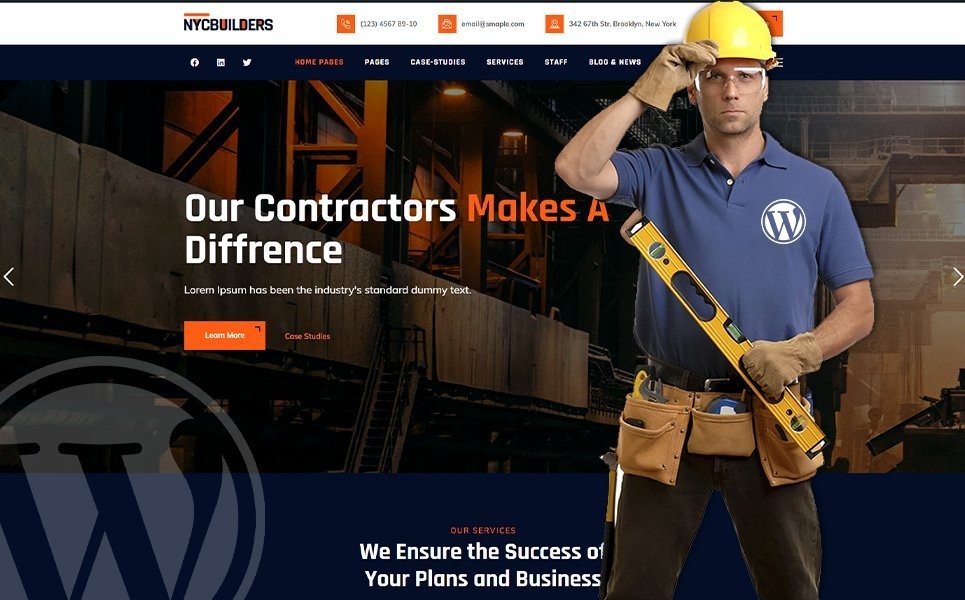 NYCBUILDERS
(123) 4567 89-10
email@smaple.com
342 67th Str. Brooklyn, New York
HOME PAGES
PAGES
CASE-STUDIES
SERVICES
STAFF
BLOG & NEWS
Our Contractors Makes A
Diffrence
Lorem Ipsum has been the industry's standard dummy text.
Learn More
Case Studies
OUR SERVICES
We Ensure the Success of
Your Plans and Business